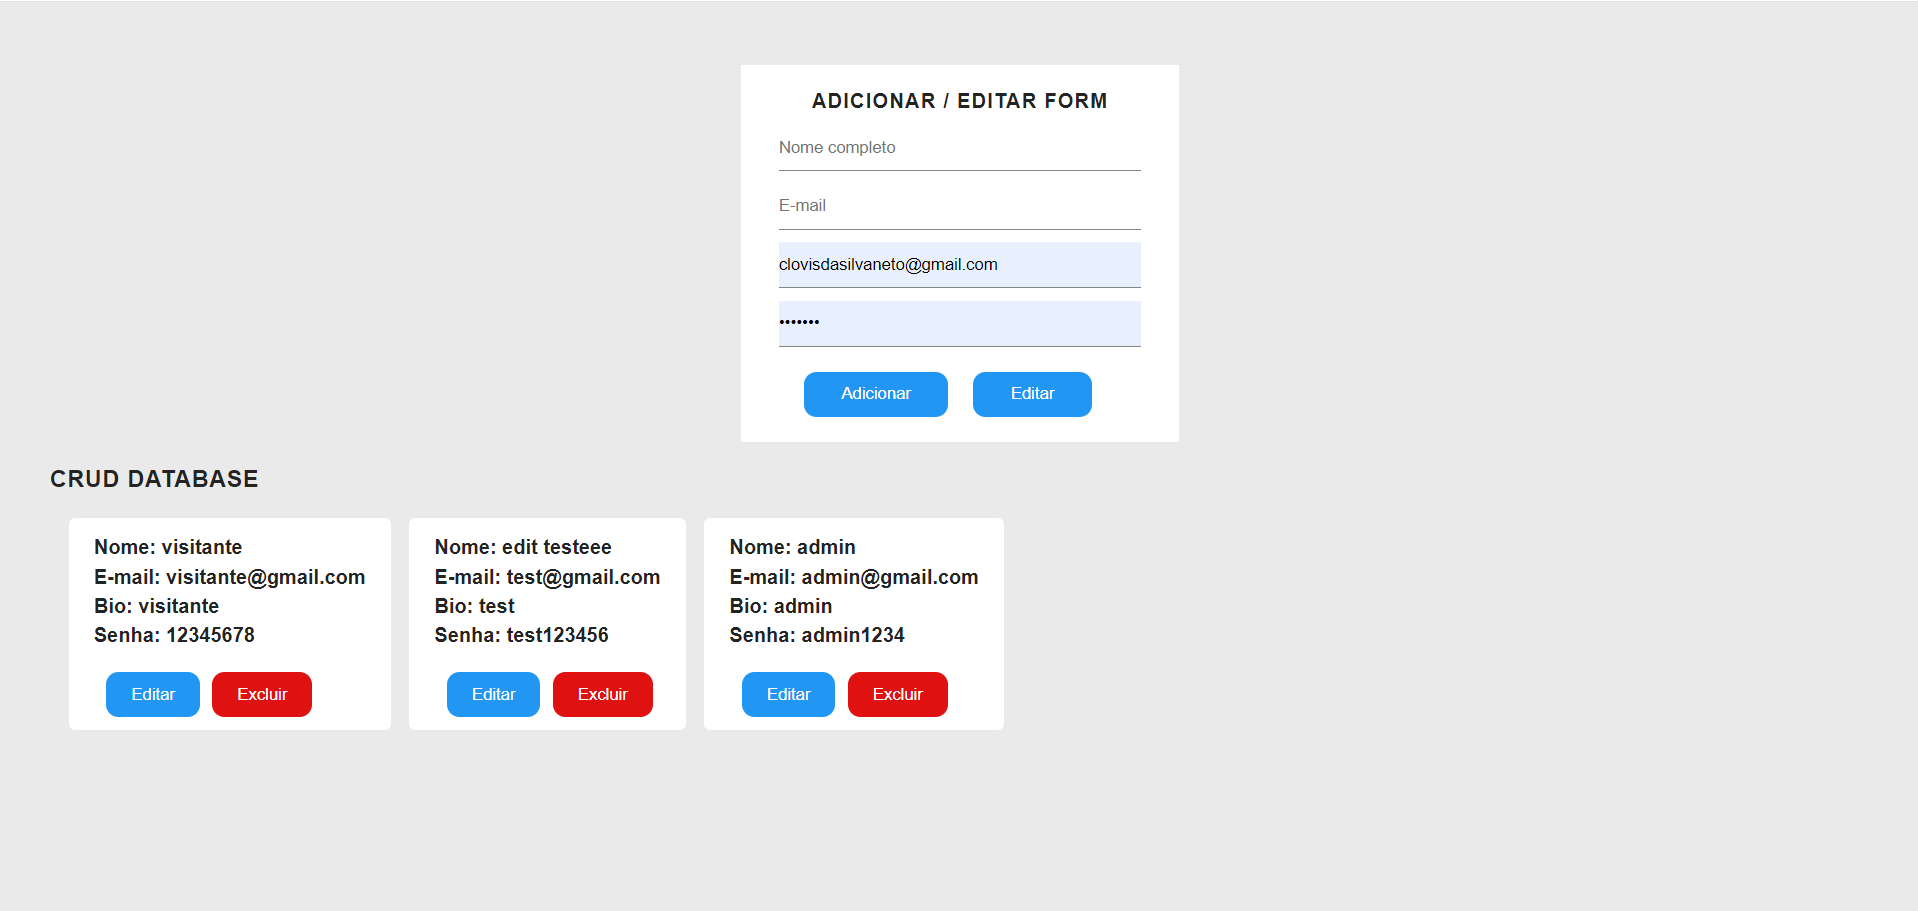 ADICIONAR / EDITAR FORM
Nome completo
E-mail
clovisdasilvaneto@gmail.com
•••••••
Adicionar Editar
CRUD DATABASE
Nome: visitante
E-mail: visitante@gmail.com
Bio: visitante
Senha: 12345678
Editar Excluir
Nome: edit testeee
E-mail: test@gmail.com
Bio: test
Senha: test123456
Editar Excluir
Nome: admin
E-mail: admin@gmail.com
Bio: admin
Senha: admin1234
Editar Excluir